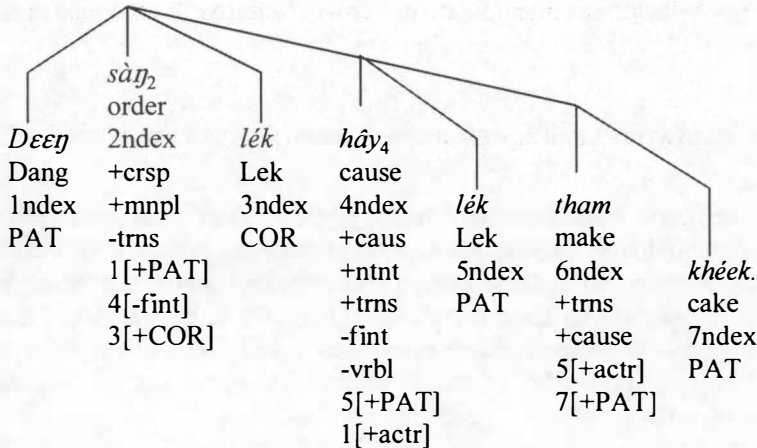 Dɛɛŋ
Dang
1ndex
PAT
sàŋ₂
order
2ndex
+crsp
+mnpl
-trns
1[+PAT]
4[-fint]
3[+COR]
lék
Lek
3ndex
COR
hây₄
cause
4ndex
+caus
+ntnt
+trns
-fint
-vrbl
5[+PAT]
1[+actr]
lék
Lek
5ndex
PAT
tham
make
6ndex
+trns
+cause
5[+actr]
7[+PAT]
khéek.
cake
7ndex
PAT